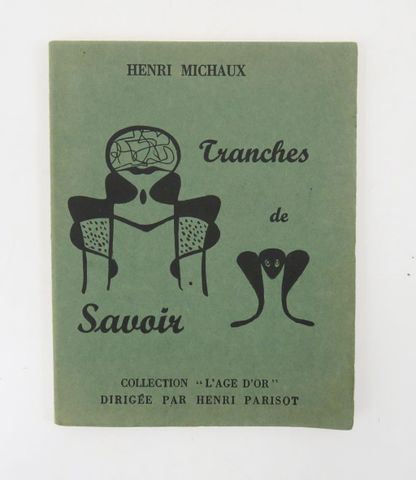 HENRI MICHAUX
Tranches
de
Savoir
COLLECTION "L'AGE D'OR"
DIRIGÉE PAR HENRI PARISOT